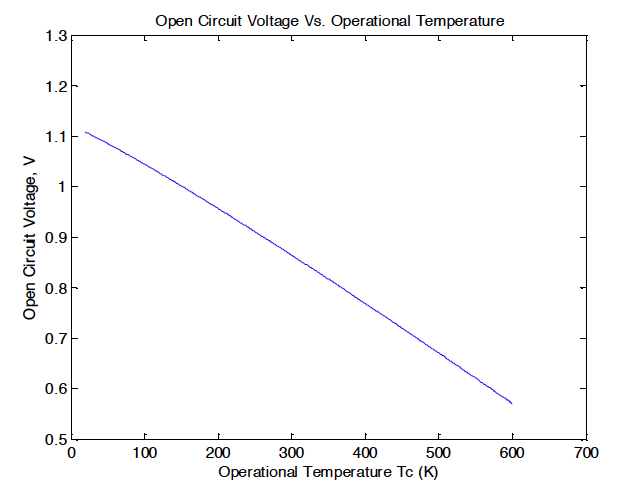 Open Circuit Voltage Vs. Operational Temperature
1.3
1.2
1.1
1
0.9
0.8
0.7
0.6
0.5
Open Circuit Voltage, V
0 100 200 300 400 500 600 700
Operational Temperature Tc (K)